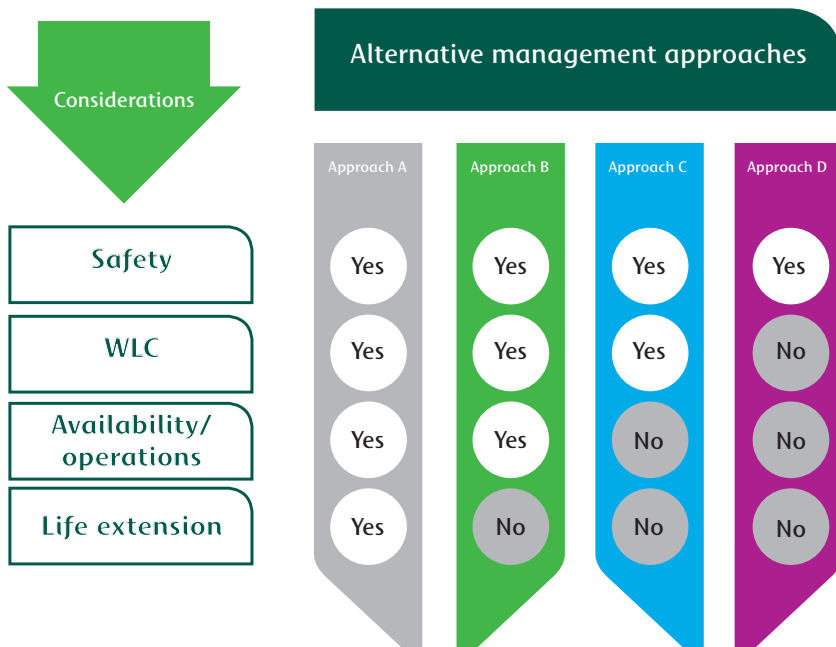 Alternative management approaches
Considerations
Approach A
Approach B
Approach C
Approach D
Safety
Yes
Yes
Yes
Yes
WLC
Yes
Yes
Yes
No
Availability/
operations
Yes
Yes
No
No
Life extension
Yes
No
No
No